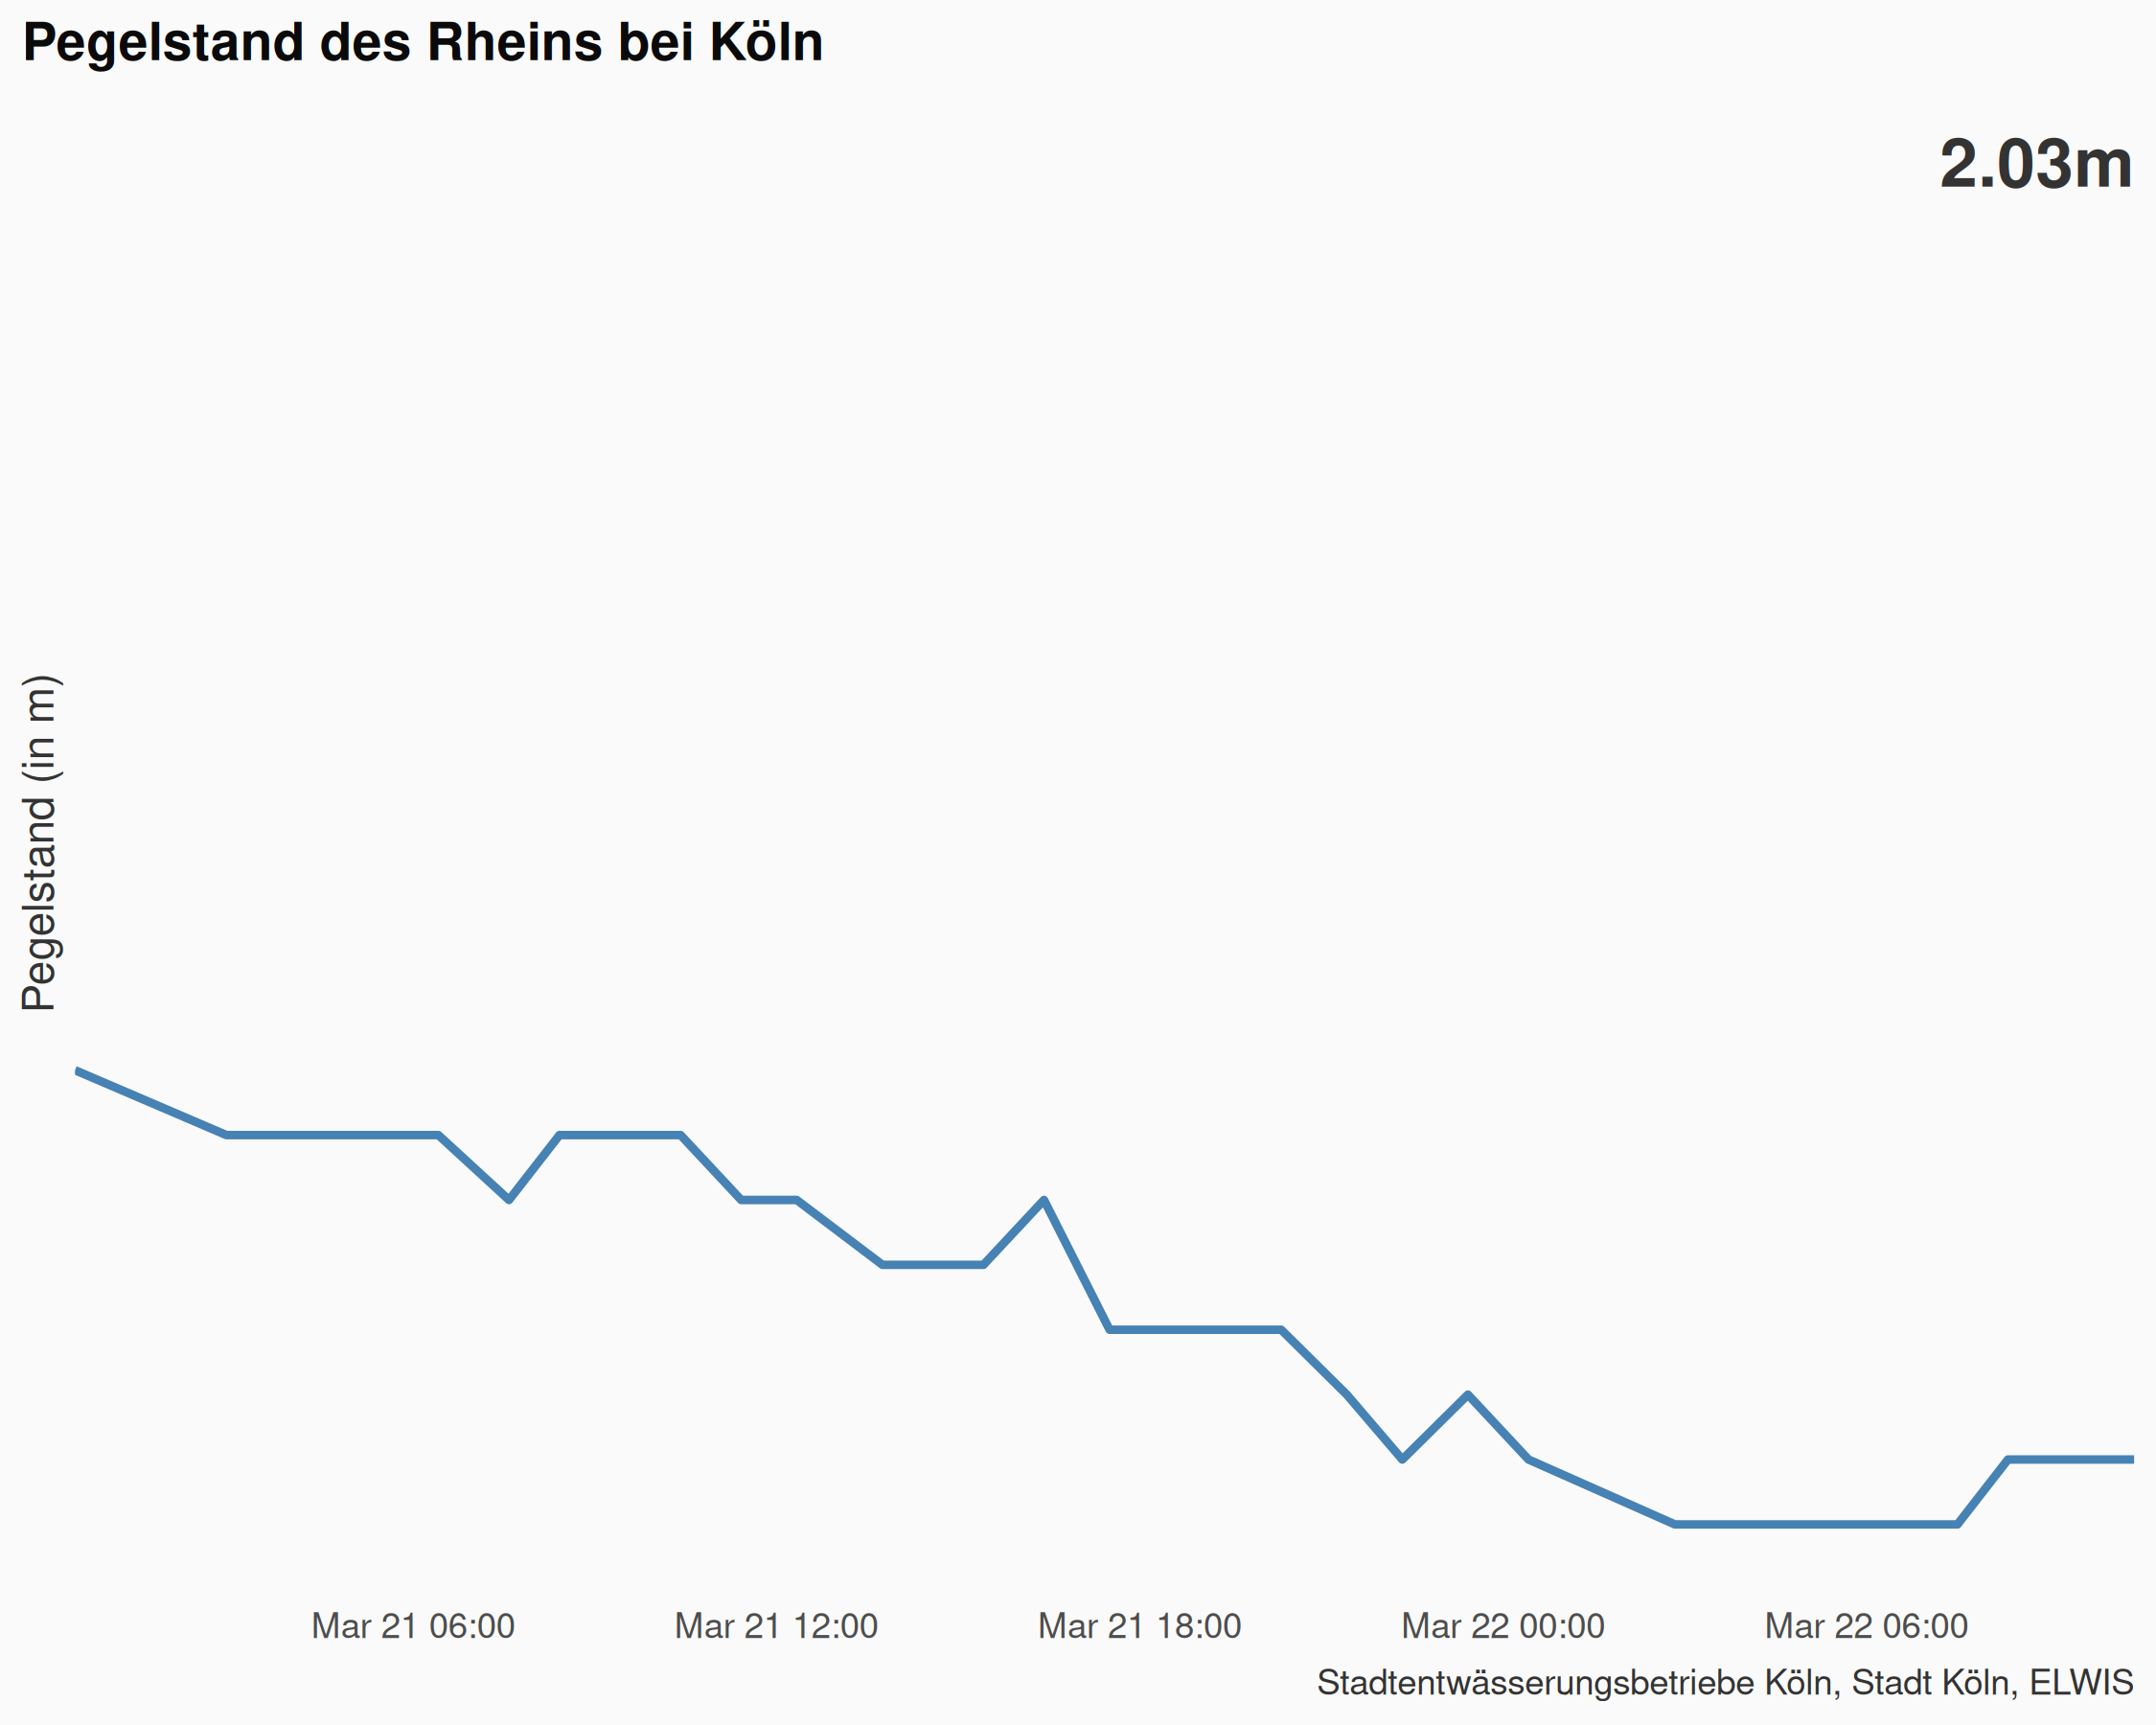 Pegelstand des Rheins bei Köln
2.03m
Pegelstand (in m)
Mar 21 06:00
Mar 21 12:00
Mar 21 18:00
Mar 22 00:00
Mar 22 06:00
Stadtentwässerungsbetriebe Köln, Stadt Köln, ELWIS